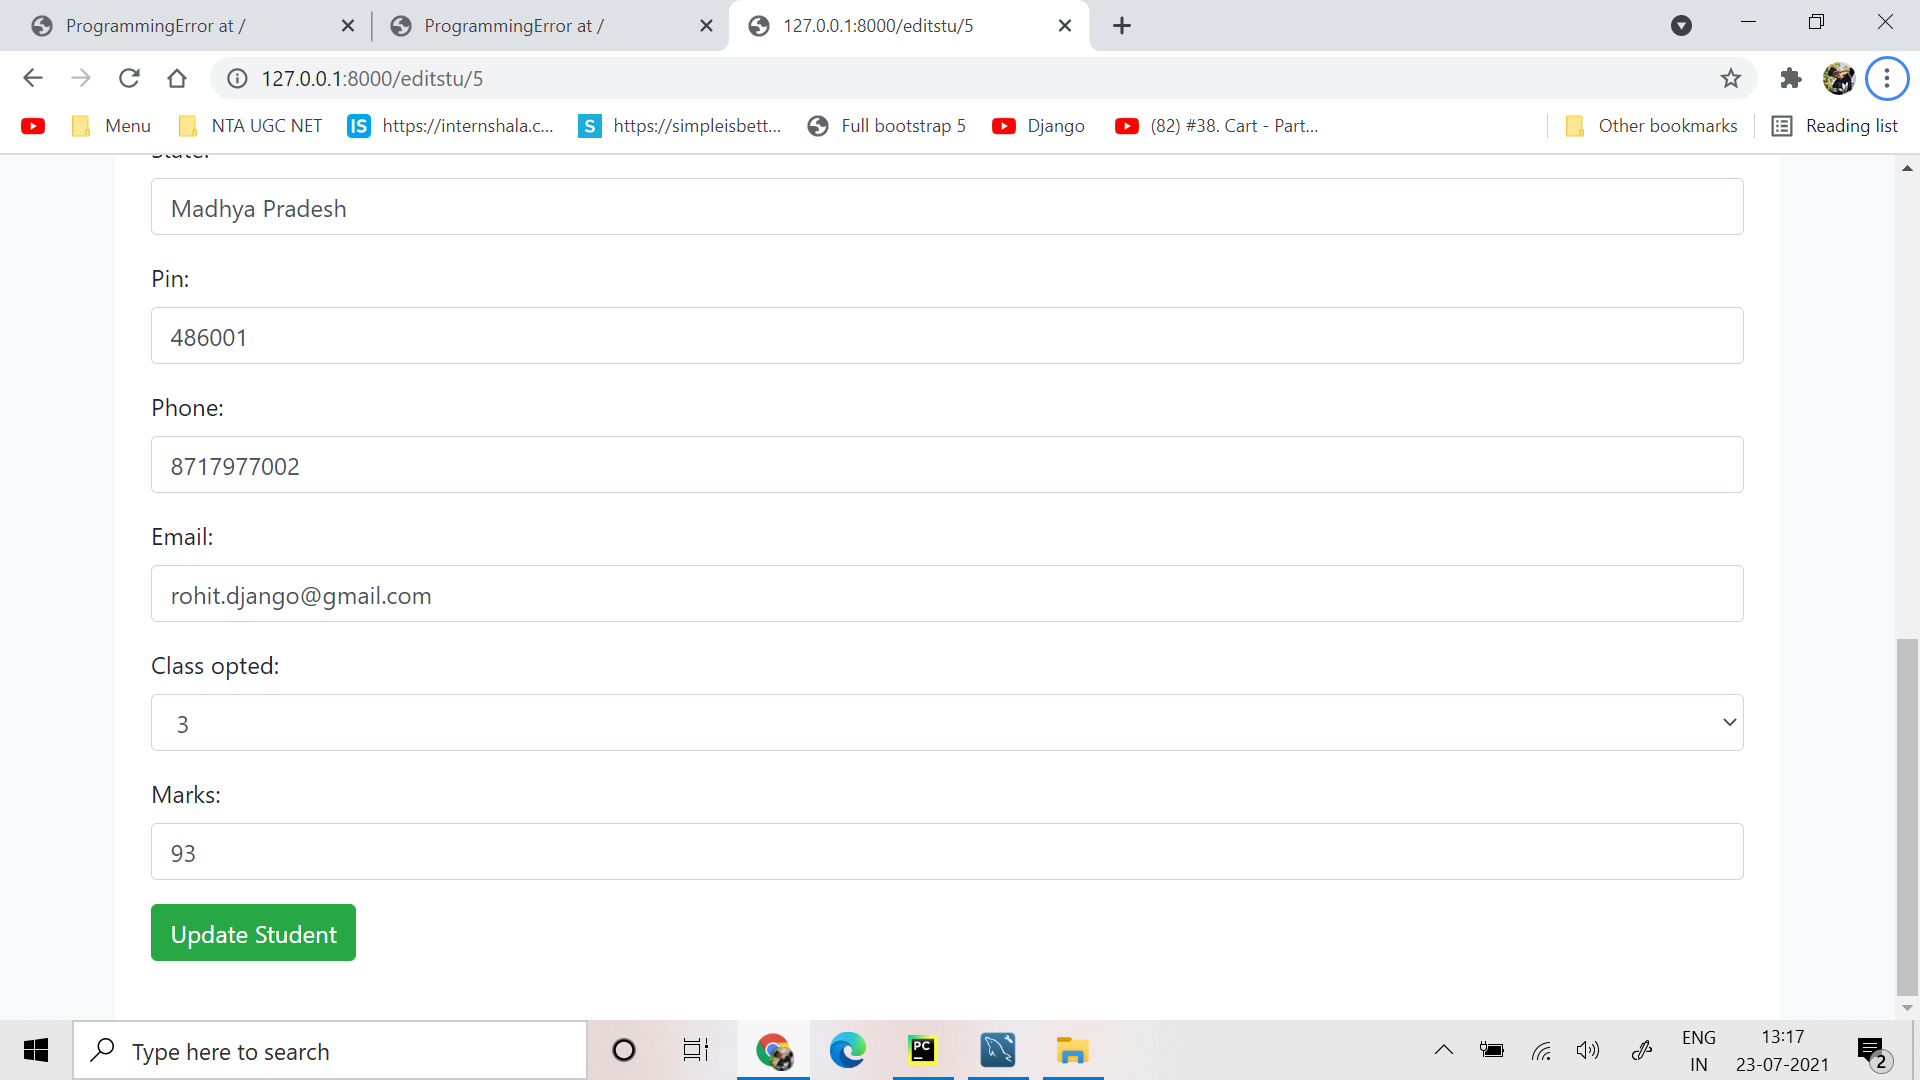 ProgrammingError at /
ProgrammingError at /
127.0.0.1:8000/editstu/5
127.0.0.1:8000/editstu/5
Menu
NTA UGC NET
IS
https://internshala.c...
S
https://simpleisbett...
Full bootstrap 5
Django
(82) #38. Cart - Part...
Other bookmarks
Reading list
State:
Madhya Pradesh
Pin:
486001
Phone:
8717977002
Email:
rohit.django@gmail.com
Class opted:
3
Marks:
93
Update Student
Type here to search
PC
ENG
IN
13:17
23-07-2021
2